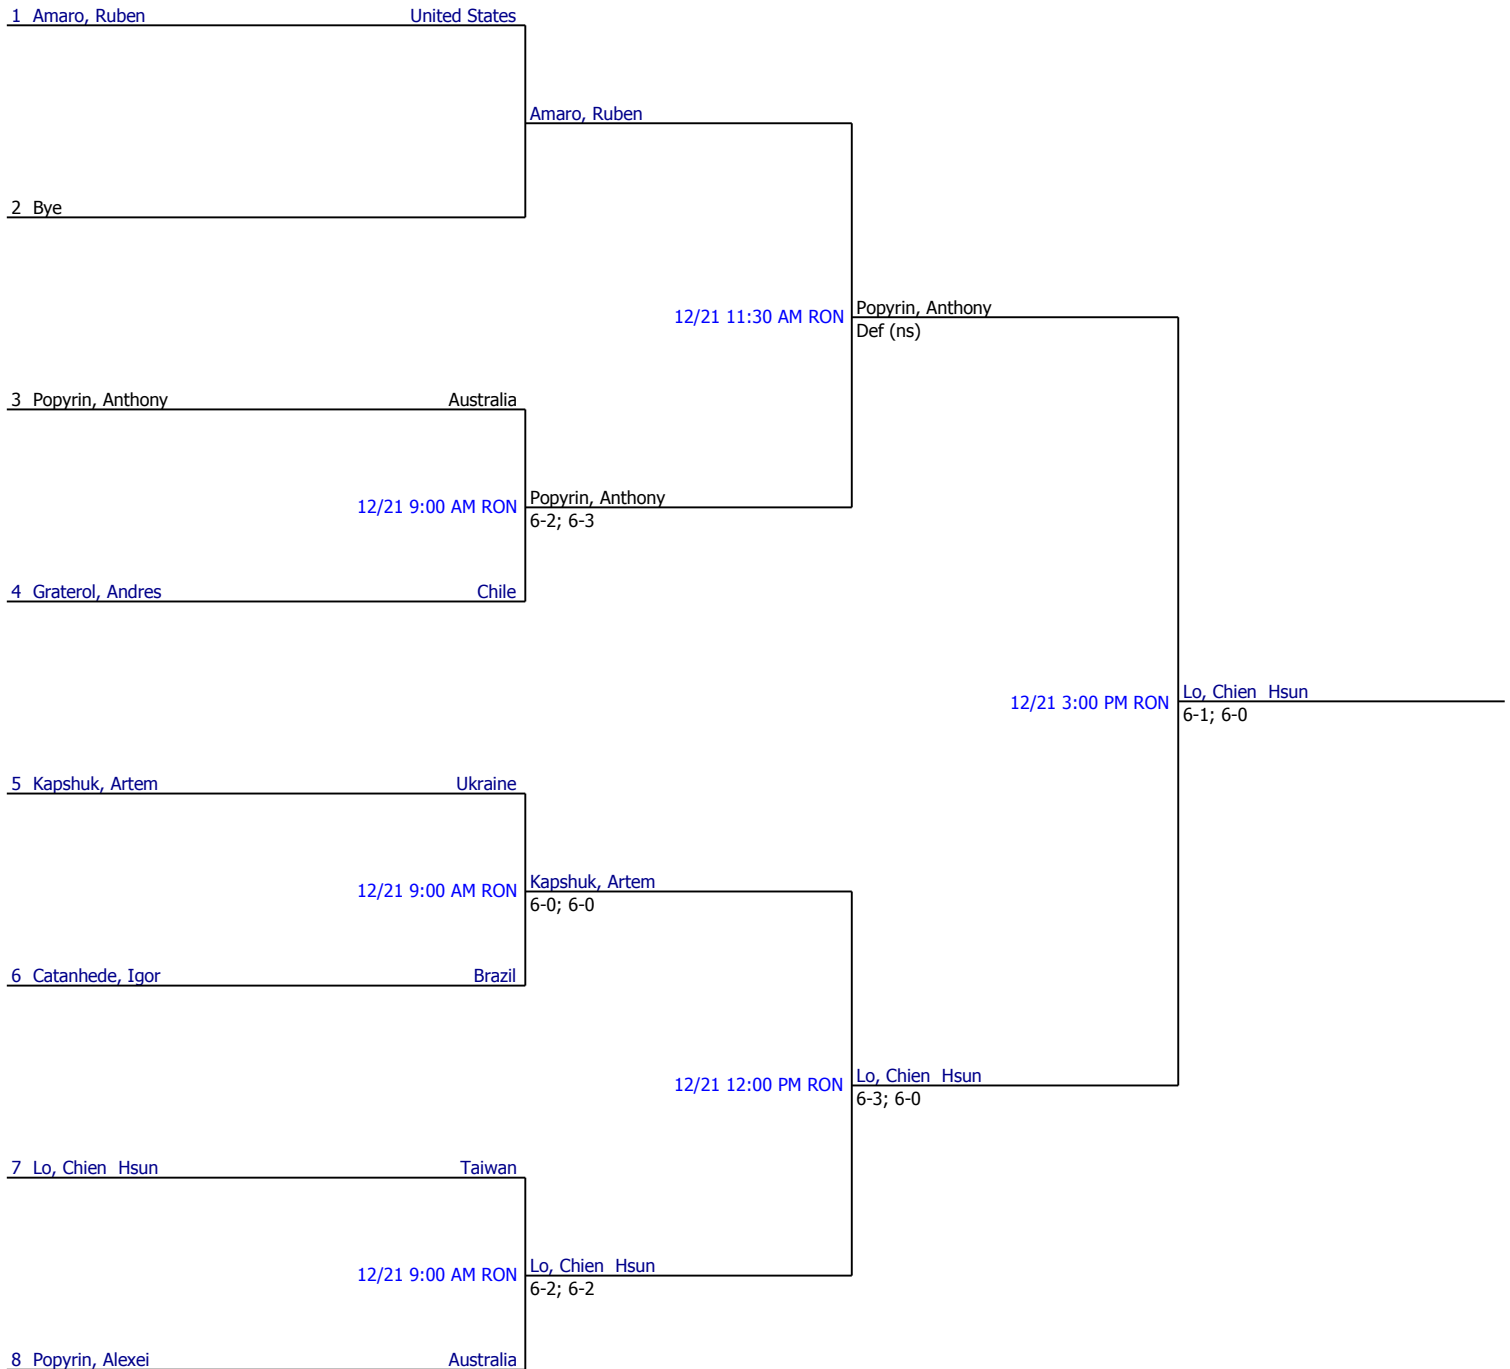 1 Amaro, Ruben United States
Amaro, Ruben
2 Bye
12/21 11:30 AM RON Popyrin, Anthony
Def (ns)
3 Popyrin, Anthony Australia
12/21 9:00 AM RON Popyrin, Anthony
6-2; 6-3
4 Graterol, Andres Chile
12/21 3:00 PM RON Lo, Chien Hsun
6-1; 6-0
5 Kapshuk, Artem Ukraine
12/21 9:00 AM RON Kapshuk, Artem
6-0; 6-0
6 Catanhede, Igor Brazil
12/21 12:00 PM RON Lo, Chien Hsun
6-3; 6-0
7 Lo, Chien Hsun Taiwan
12/21 9:00 AM RON Lo, Chien Hsun
6-2; 6-2
8 Popyrin, Alexei Australia